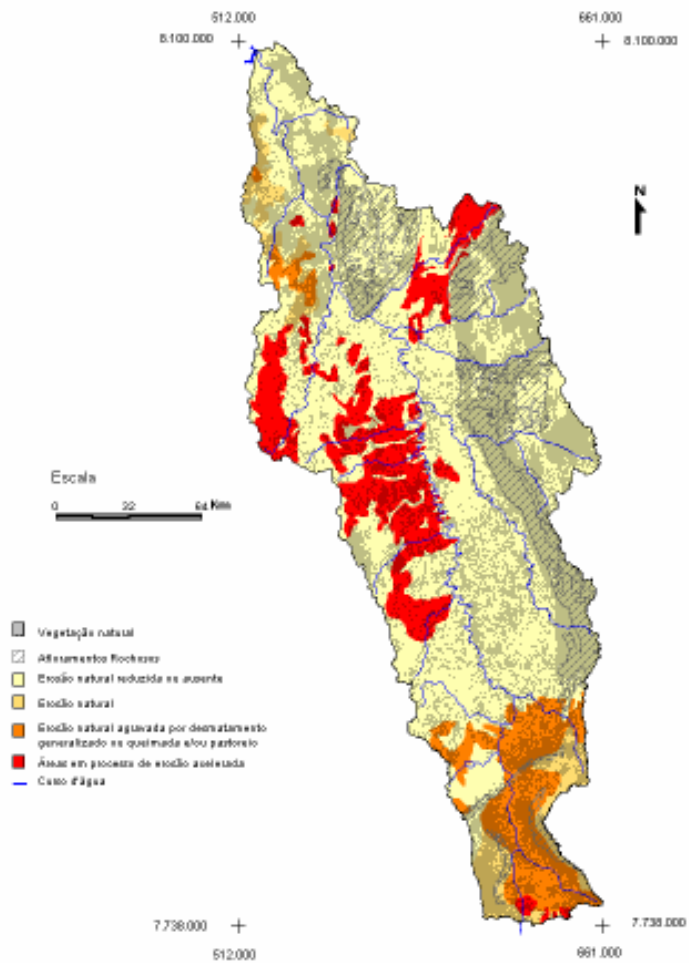 512.000 661.000
8.100.000 8.100.000
N
Escala
0 32 64 Km
Vegetação natural
Afloramentos Rochosos
Erosão natural reduzida ou ausente
Erosão natural
Erosão natural agravada por desmatamento
generalizado ou queimada e/ou pastoreio
Áreas em processo de erosão acelerada
Curso d'água
7.738.000 7.738.000
512.000 661.000